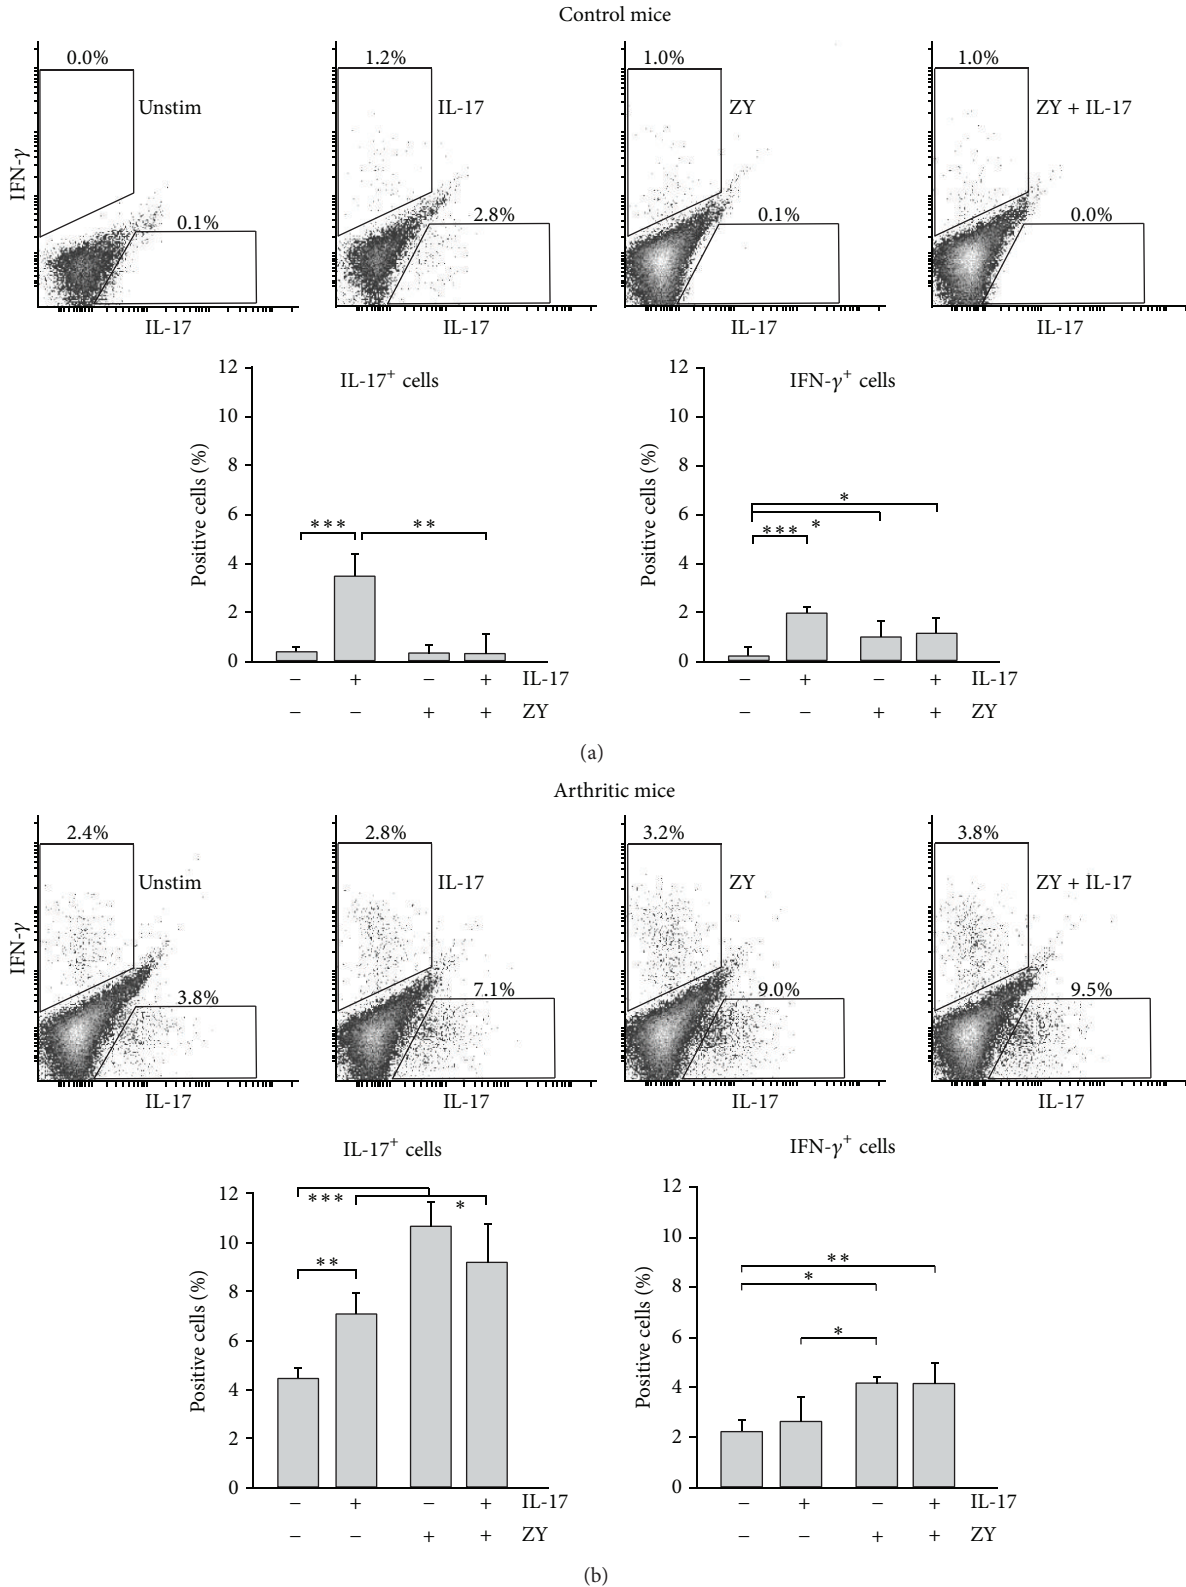 Control mice
0.0% 1.2% 1.0% 1.0%
Unstim IL-17 ZY ZY + IL-17
IFN-γ
0.1% 2.8% 0.1% 0.0%
IL-17 IL-17 IL-17 IL-17
IL-17⁺ cells
Positive cells (%)
12
10
8
6
4
2
0
*** **
− + − + IL-17
− − + + ZY
IFN-γ⁺ cells
Positive cells (%)
12
10
8
6
4
2
0
*
*** *
− + − + IL-17
− − + + ZY
(a)
Arthritic mice
2.4% 2.8% 3.2% 3.8%
Unstim IL-17 ZY ZY + IL-17
IFN-γ
3.8% 7.1% 9.0% 9.5%
IL-17 IL-17 IL-17 IL-17
IL-17⁺ cells
Positive cells (%)
12
10
8
6
4
2
0
*** *
**
− + − + IL-17
− − + + ZY
IFN-γ⁺ cells
Positive cells (%)
12
10
8
6
4
2
0
**
*
*
− + − + IL-17
− − + + ZY
(b)